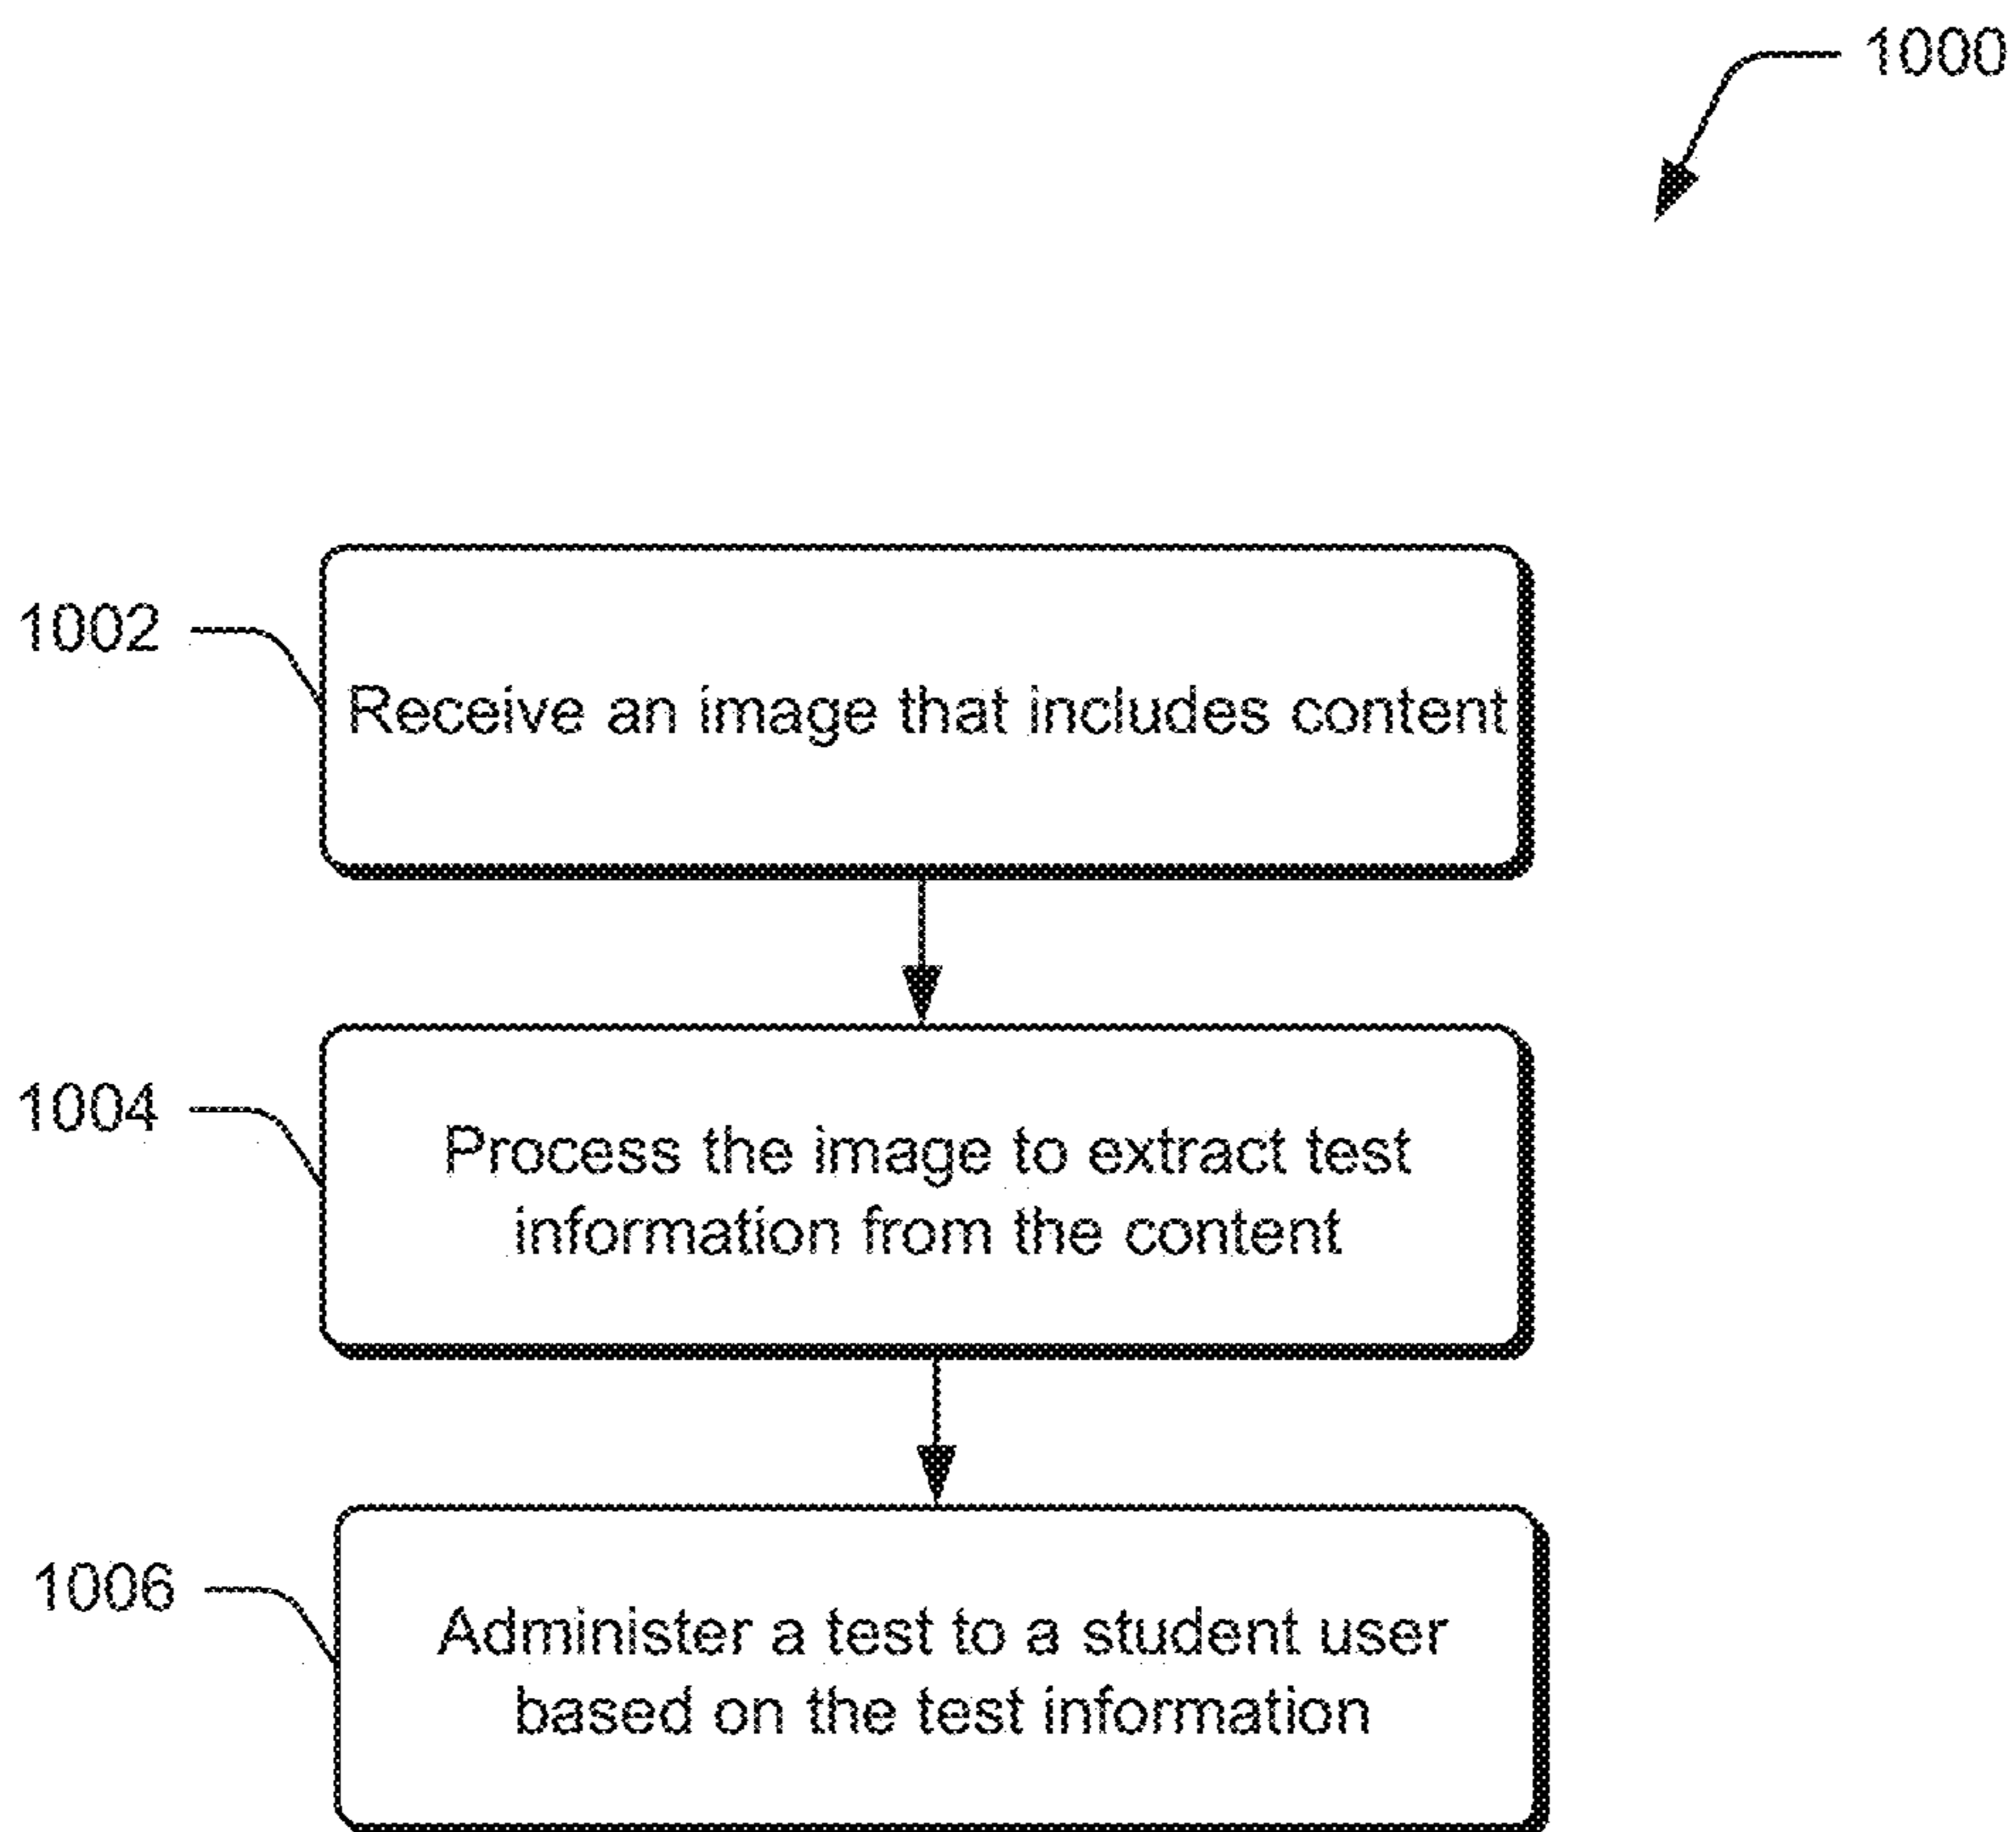 1000
1002
Receive an image that includes content
1004
Process the image to extract test
information from the content
1006
Administer a test to a student user
based on the test information